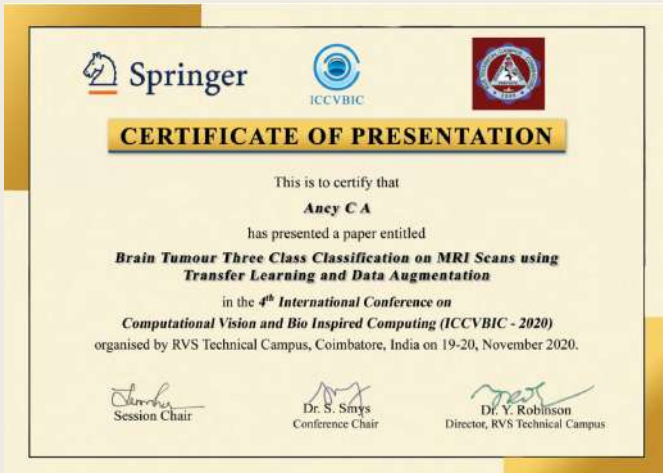 Springer
ICCVBIC
CERTIFICATE OF PRESENTATION
This is to certify that
Ancy C A
has presented a paper entitled
Brain Tumour Three Class Classification on MRI Scans using
Transfer Learning and Data Augmentation
in the 4th International Conference on
Computational Vision and Bio Inspired Computing (ICCVBIC - 2020)
organised by RVS Technical Campus, Coimbatore, India on 19-20, November 2020.
Session Chair
Dr. S. Smys
Conference Chair
Dr. Y. Robinson
Director, RVS Technical Campus